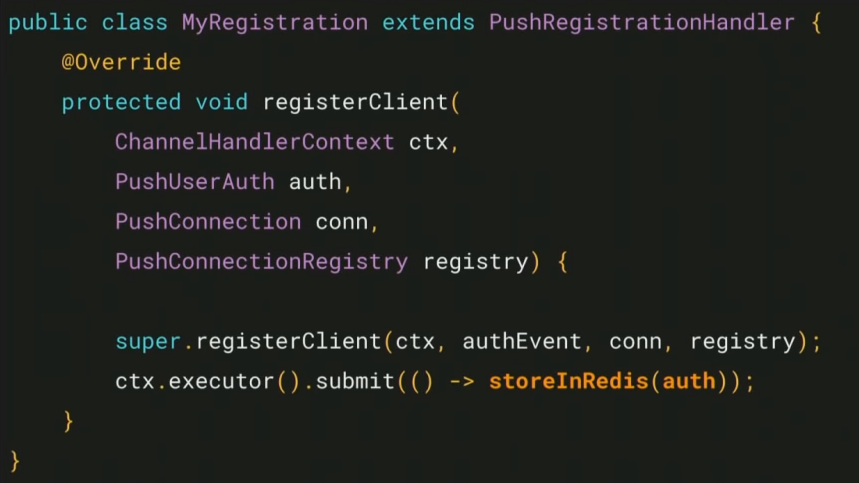 public class MyRegistration extends PushRegistrationHandler {
@Override
protected void registerClient(
ChannelHandlerContext ctx,
PushUserAuth auth,
PushConnection conn,
PushConnectionRegistry registry) {
super.registerClient(ctx, authEvent, conn, registry);
ctx.executor().submit(() -> storeInRedis(auth));
}
}